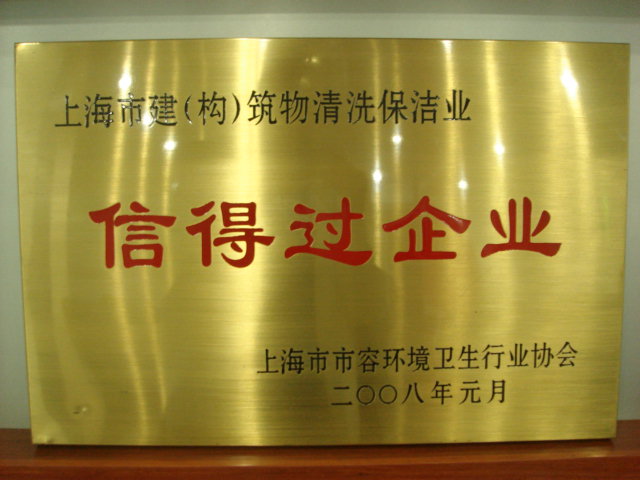 上海市建(构)筑物清洗保洁业
信得过企业
上海市市容环境卫生行业协会
二〇〇八年元月